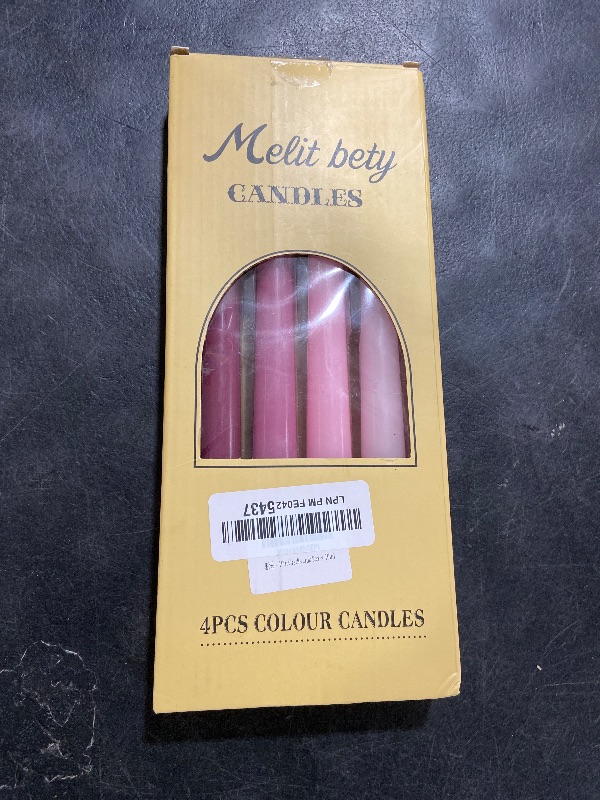 Melit bety
CANDLES
LPN PM FE0425437
4PCS COLOUR CANDLES